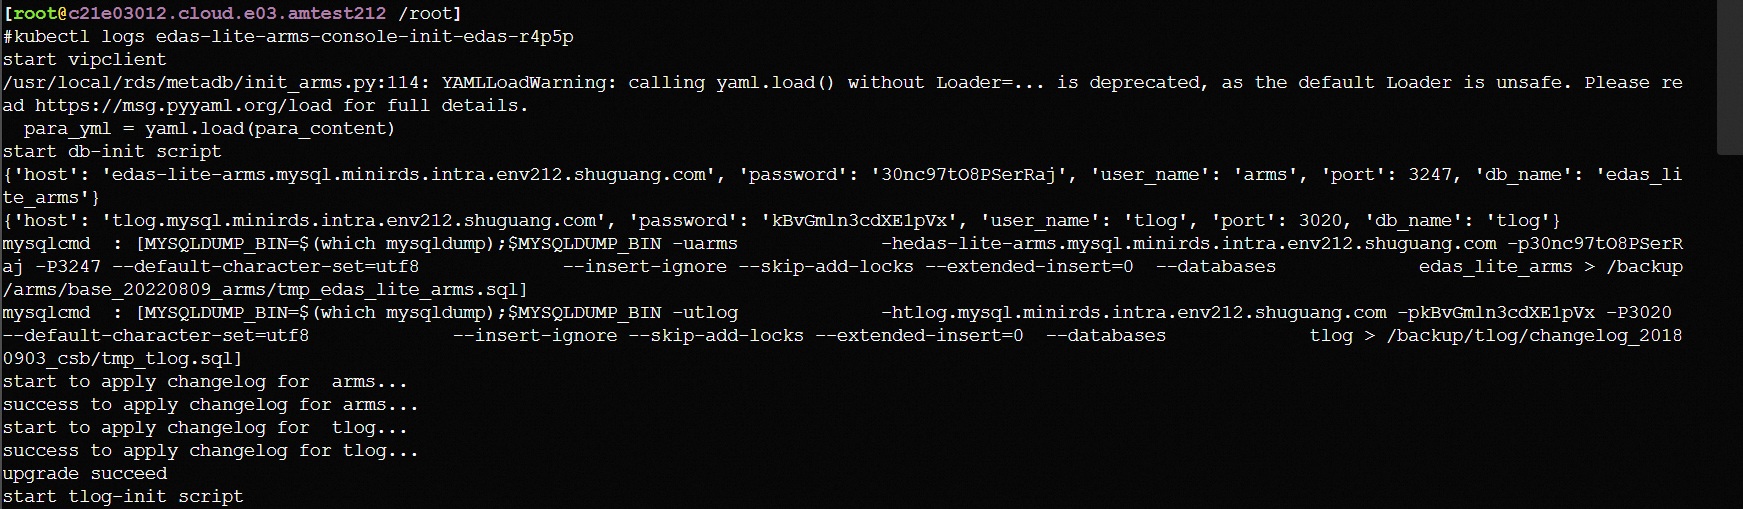 [root@c21e03012.cloud.e03.amtest212 /root]
#kubectl logs edas-lite-arms-console-init-edas-r4p5p
start vipclient
/usr/local/rds/metadb/init_arms.py:114: YAMLLoadWarning: calling yaml.load() without Loader=... is deprecated, as the default Loader is unsafe. Please re
ad https://msg.pyyaml.org/load for full details.
  para_yml = yaml.load(para_content)
start db-init script
{'host': 'edas-lite-arms.mysql.minirds.intra.env212.shuguang.com', 'password': '30nc97tO8PSerRaj', 'user_name': 'arms', 'port': 3247, 'db_name': 'edas_li
te_arms'}
{'host': 'tlog.mysql.minirds.intra.env212.shuguang.com', 'password': 'kBvGmln3cdXE1pVx', 'user_name': 'tlog', 'port': 3020, 'db_name': 'tlog'}
mysqlcmd  : [MYSQLDUMP_BIN=$(which mysqldump);$MYSQLDUMP_BIN -uarms             -hedas-lite-arms.mysql.minirds.intra.env212.shuguang.com -p30nc97tO8PSerR
aj -P3247 --default-character-set=utf8             --insert-ignore --skip-add-locks --extended-insert=0  --databases             edas_lite_arms > /backup
/arms/base_20220809_arms/tmp_edas_lite_arms.sql]
mysqlcmd  : [MYSQLDUMP_BIN=$(which mysqldump);$MYSQLDUMP_BIN -utlog             -htlog.mysql.minirds.intra.env212.shuguang.com -pkBvGmln3cdXE1pVx -P3020
--default-character-set=utf8             --insert-ignore --skip-add-locks --extended-insert=0  --databases             tlog > /backup/tlog/changelog_2018
0903_csb/tmp_tlog.sql]
start to apply changelog for  arms...
success to apply changelog for arms...
start to apply changelog for  tlog...
success to apply changelog for tlog...
upgrade succeed
start tlog-init script